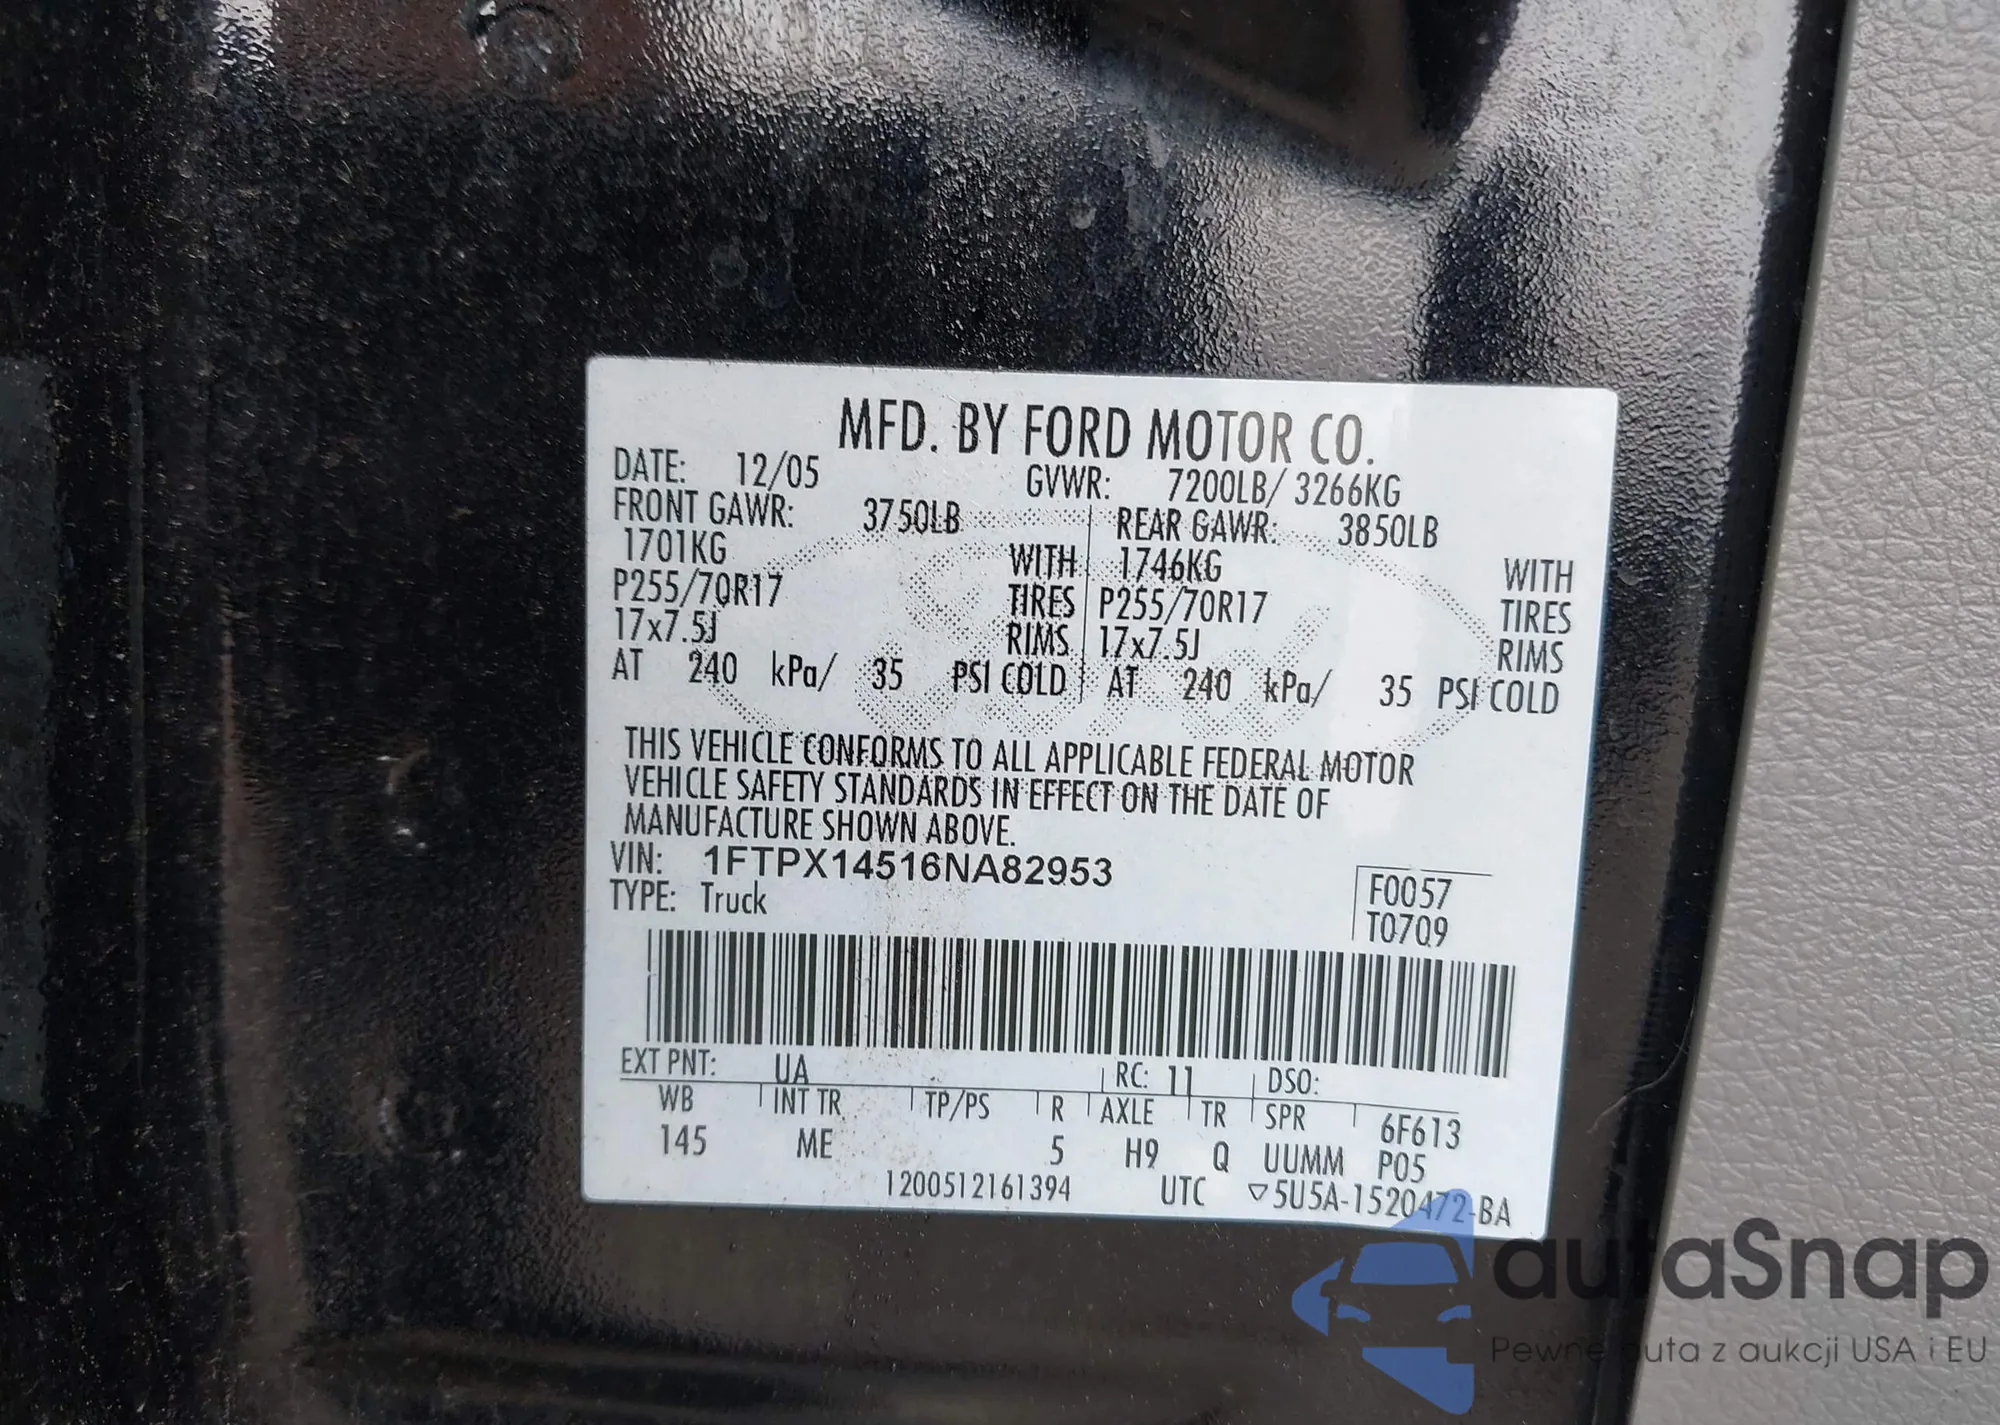 MFD. BY FORD MOTOR CO.
DATE: 12/05 GVWR: 7200LB/ 3266KG
FRONT GAWR: 3750LB REAR GAWR: 3850LB
1701KG WITH 1746KG WITH
P255/70R17 TIRES P255/70R17 TIRES
17x7.5J RIMS 17x7.5J RIMS
AT 240 kPa/ 35 PSI COLD AT 240 kPa/ 35 PSI COLD
THIS VEHICLE CONFORMS TO ALL APPLICABLE FEDERAL MOTOR
VEHICLE SAFETY STANDARDS IN EFFECT ON THE DATE OF
MANUFACTURE SHOWN ABOVE.
VIN: 1FTPX14516NA82953
F0057
TYPE: Truck
T0709
EXT PNT: UA RC: 11 DSO:
WB INT TR TP/PS R AXLE TR SPR 6F613
145 ME 5 H9 Q UUMM P05
1200512161394 UTC ▽5U5A-1520472-BA
autaSnap
Pewne auta z aukcji USA i EU